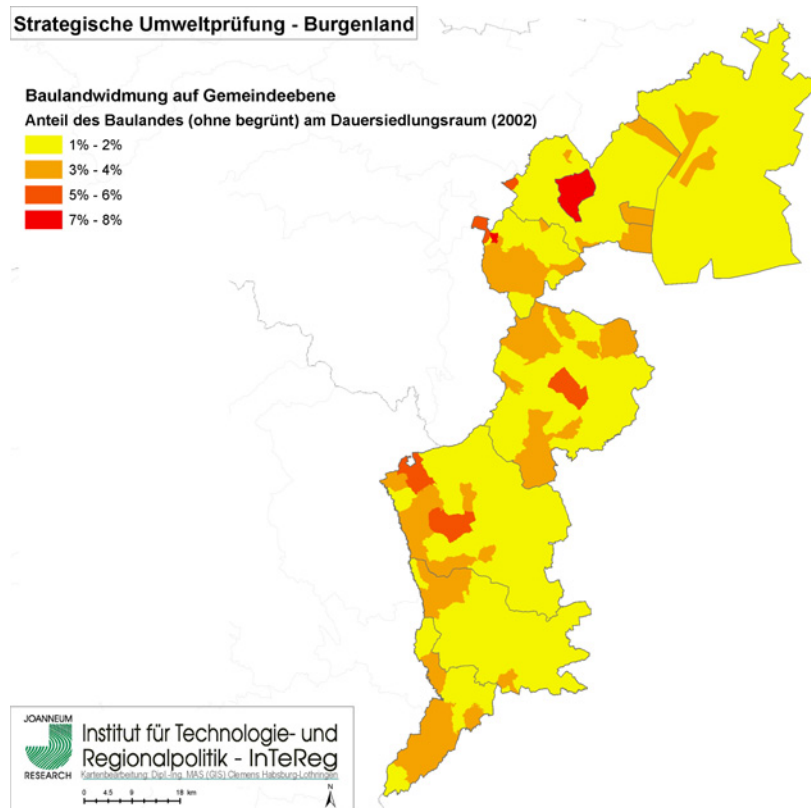 Strategische Umweltprüfung - Burgenland
Baulandwidmung auf Gemeindeebene
Anteil des Baulandes (ohne begrünt) am Dauersiedlungsraum (2002)
1% - 2%
3% - 4%
5% - 6%
7% - 8%
JOANNEUM
RESEARCH
Institut für Technologie- und
Regionalpolitik - InTeReg
Kartenbearbeitung: Dipl.-Ing. MAS (GIS) Clemens Habsburg-Lothringen
0 4.5 9 18 km
N